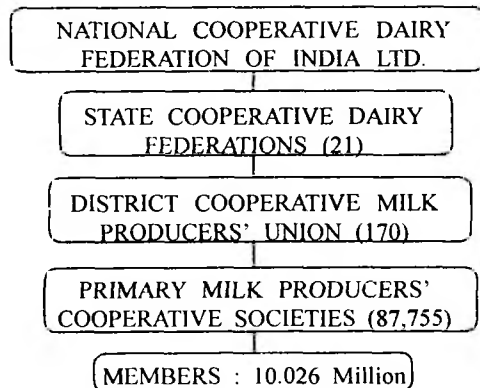 NATIONAL COOPERATIVE DAIRY
FEDERATION OF INDIA LTD.
STATE COOPERATIVE DAIRY
FEDERATIONS (21)
DISTRICT COOPERATIVE MILK
PRODUCERS' UNION (170)
PRIMARY MILK PRODUCERS'
COOPERATIVE SOCIETIES (87,755)
MEMBERS : 10.026 Million